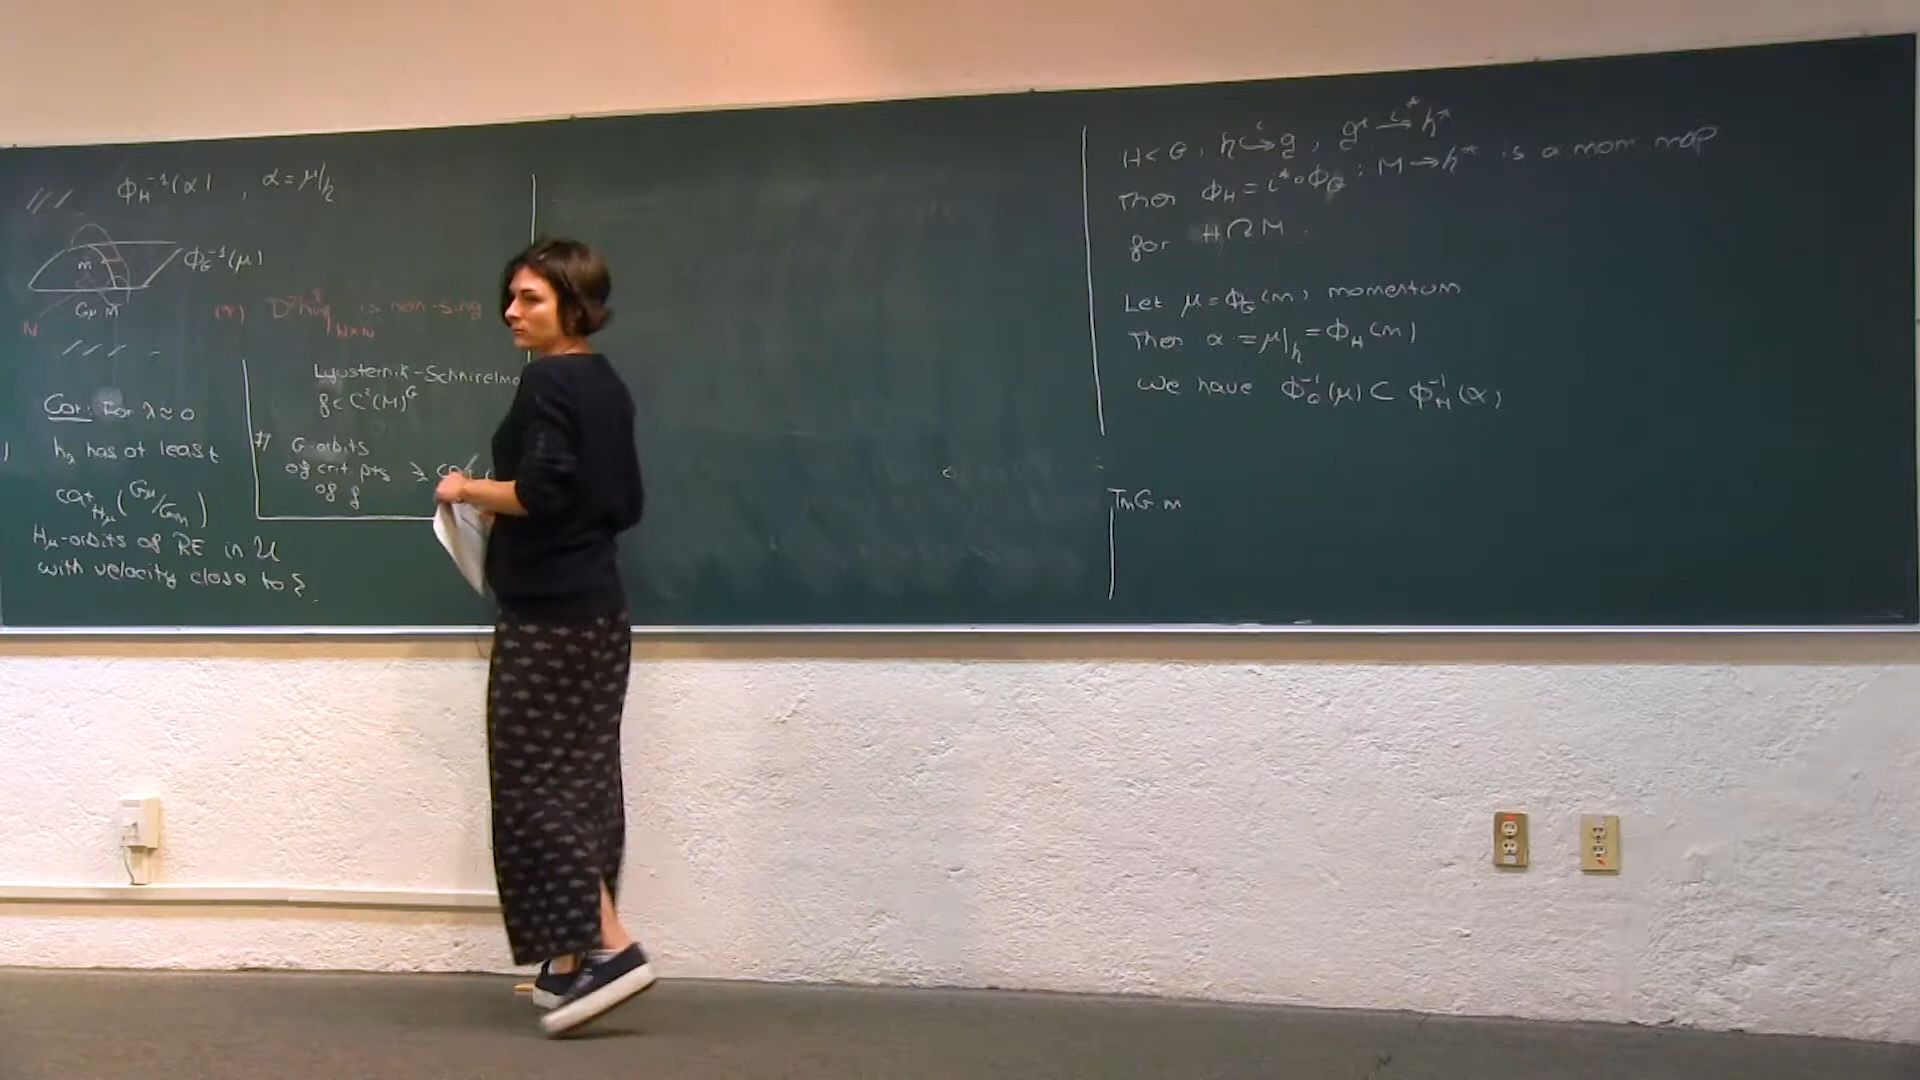 Φ_H^{-1}(α) , α = μ|_h
m
Φ_G^{-1}(μ)
G_μ.m
N
(*) D²h^ξ_φ|_{N×N} is non-sing
Cor: For λ ≈ 0
h_λ has at least
cat_{H_μ}(G_μ/G_m)
H_μ-orbits of RE in U
with velocity close to ξ.
Lyusternik-Schnirelma
f ∈ C²(M)^G
# G-orbits
of crit pts ≥ cat
of f
H < G, h ↪^i g, g* →^{i*} h*
Then Φ_H = i*∘Φ_G : M → h* is a mom map
for H ↷ M.
Let μ = Φ_G(m) momentum
Then α = μ|_h = Φ_H(m)
We have Φ_G^{-1}(μ) ⊂ Φ_H^{-1}(α)
T_m G.m